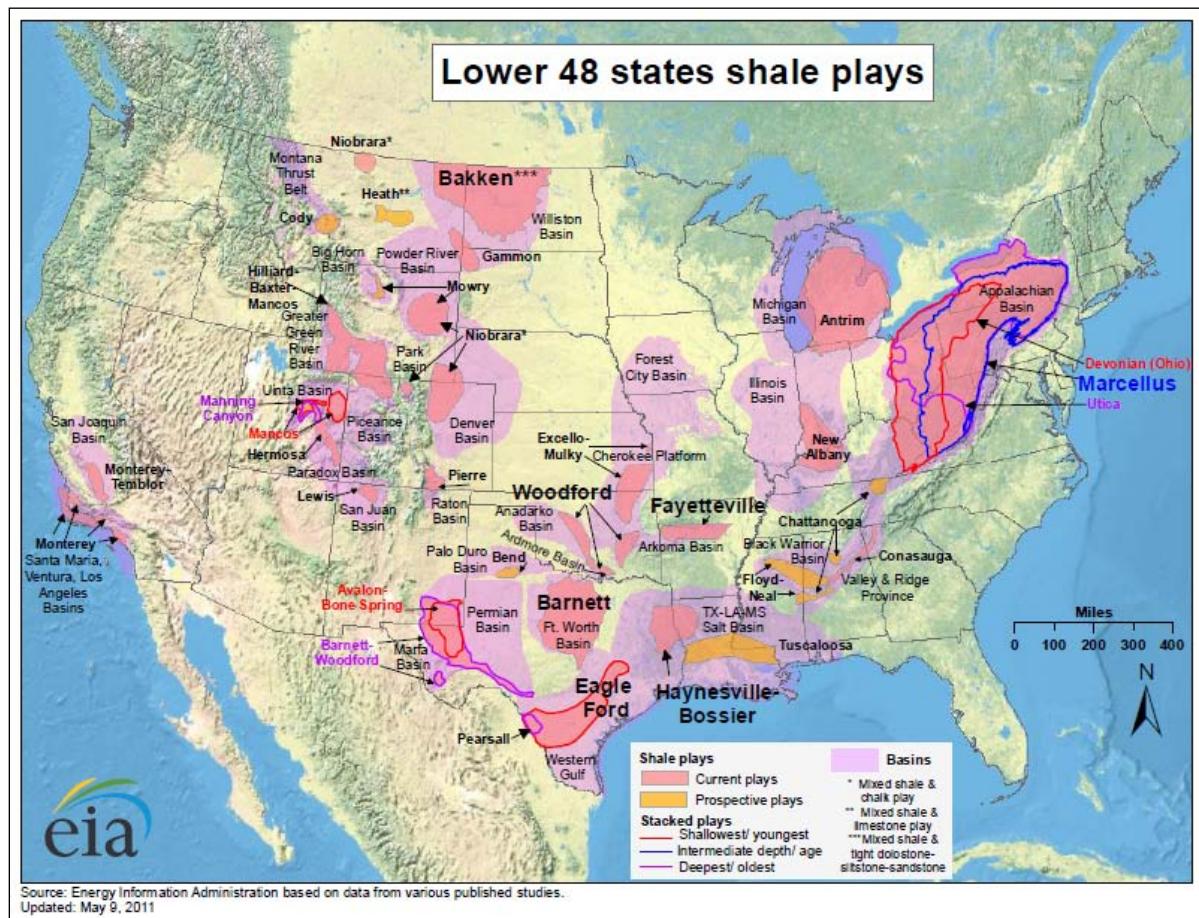 Lower 48 states shale plays
Niobrara*
Montana
Thrust
Belt
Bakken***
Heath**
Cody
Williston
Basin
Big Horn
Basin
Powder River
Basin
Gammon
Hilliard-
Baxter-
Mancos
Mowry
Greater
Green
River
Basin
Niobrara*
Park
Basin
Michigan
Basin
Antrim
Appalachian
Basin
Devonian (Ohio)
Marcellus
Utica
Forest
City Basin
Illinois
Basin
Uinta Basin
Manning
Canyon
Mancos
Piceance
Basin
Denver
Basin
Hermosa
San Joaquin
Basin
Excello-
Mulky
Cherokee Platform
New
Albany
Paradox Basin
Monterey-
Temblor
Pierre
Lewis
San Juan
Basin
Raton
Basin
Woodford
Anadarko
Basin
Fayetteville
Chattanooga
Monterey
Santa Maria,
Ventura, Los
Angeles
Basins
Palo Duro
Basin
Bend
Ardmore Basin
Arkoma Basin
Black Warrior
Basin
Conasauga
Floyd-
Neal
Valley & Ridge
Province
Avalon-
Bone Spring
Permian
Basin
Barnett
Ft. Worth
Basin
TX-LA-MS
Salt Basin
Tuscaloosa
Barnett-
Woodford
Marfa
Basin
Eagle
Ford
Haynesville-
Bossier
Pearsall
Western
Gulf
Miles
0 100 200 300 400
N
Shale plays
Current plays
Prospective plays
Stacked plays
Shallowest/ youngest
Intermediate depth/ age
Deepest/ oldest
Basins
* Mixed shale &
chalk play
** Mixed shale &
limestone play
***Mixed shale &
tight dolostone-
siltstone-sandstone
eia
Source: Energy Information Administration based on data from various published studies.
Updated: May 9, 2011